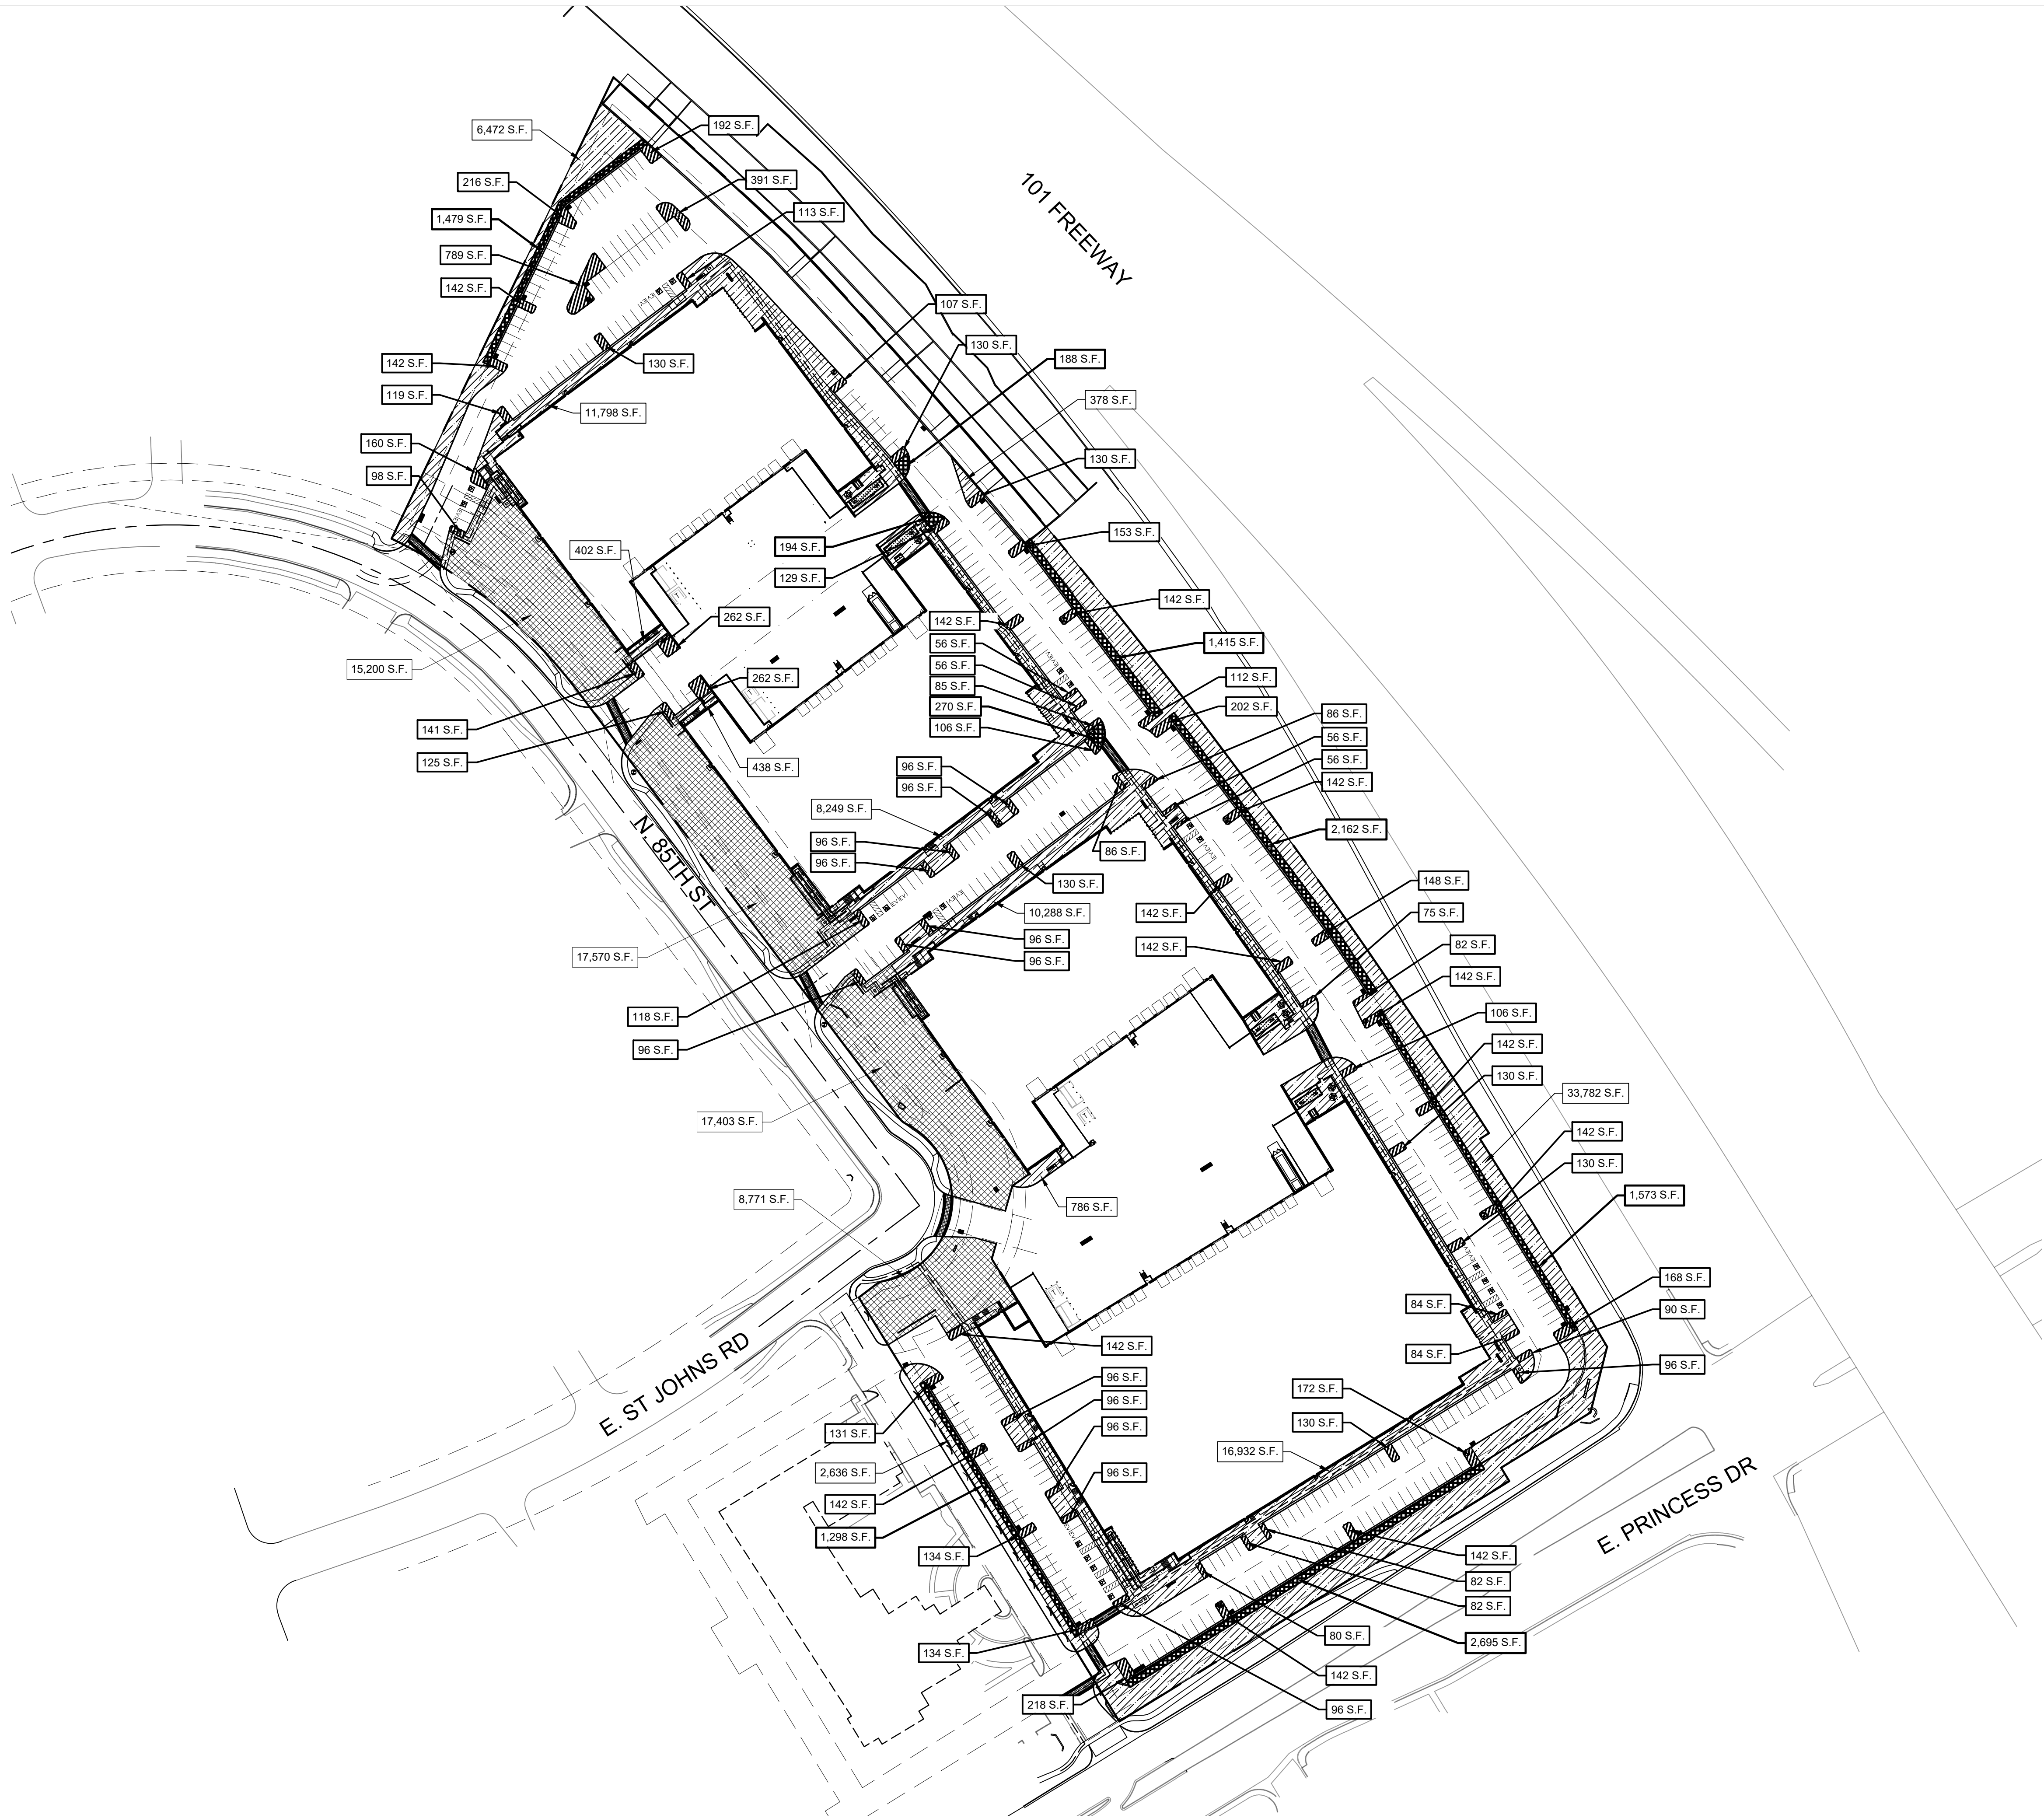 6,472 S.F.
192 S.F.
216 S.F.
391 S.F.
1,479 S.F.
113 S.F.
789 S.F.
142 S.F.
101 FREEWAY
107 S.F.
130 S.F.
188 S.F.
142 S.F.
130 S.F.
119 S.F.
378 S.F.
11,798 S.F.
160 S.F.
130 S.F.
98 S.F.
153 S.F.
194 S.F.
402 S.F.
129 S.F.
142 S.F.
262 S.F.
142 S.F.
56 S.F.
1,415 S.F.
15,200 S.F.
56 S.F.
262 S.F.
85 S.F.
112 S.F.
270 S.F.
202 S.F.
141 S.F.
106 S.F.
86 S.F.
125 S.F.
56 S.F.
438 S.F.
96 S.F.
56 S.F.
96 S.F.
142 S.F.
8,249 S.F.
2,162 S.F.
N. 85TH ST
96 S.F.
96 S.F.
86 S.F.
130 S.F.
148 S.F.
10,288 S.F.
142 S.F.
75 S.F.
17,570 S.F.
96 S.F.
142 S.F.
82 S.F.
96 S.F.
142 S.F.
118 S.F.
106 S.F.
96 S.F.
142 S.F.
130 S.F.
33,782 S.F.
17,403 S.F.
142 S.F.
130 S.F.
8,771 S.F.
786 S.F.
1,573 S.F.
168 S.F.
84 S.F.
90 S.F.
142 S.F.
84 S.F.
96 S.F.
E. ST JOHNS RD
96 S.F.
172 S.F.
96 S.F.
130 S.F.
96 S.F.
131 S.F.
16,932 S.F.
2,636 S.F.
96 S.F.
142 S.F.
E. PRINCESS DR
1,298 S.F.
134 S.F.
142 S.F.
82 S.F.
82 S.F.
80 S.F.
2,695 S.F.
134 S.F.
142 S.F.
218 S.F.
96 S.F.